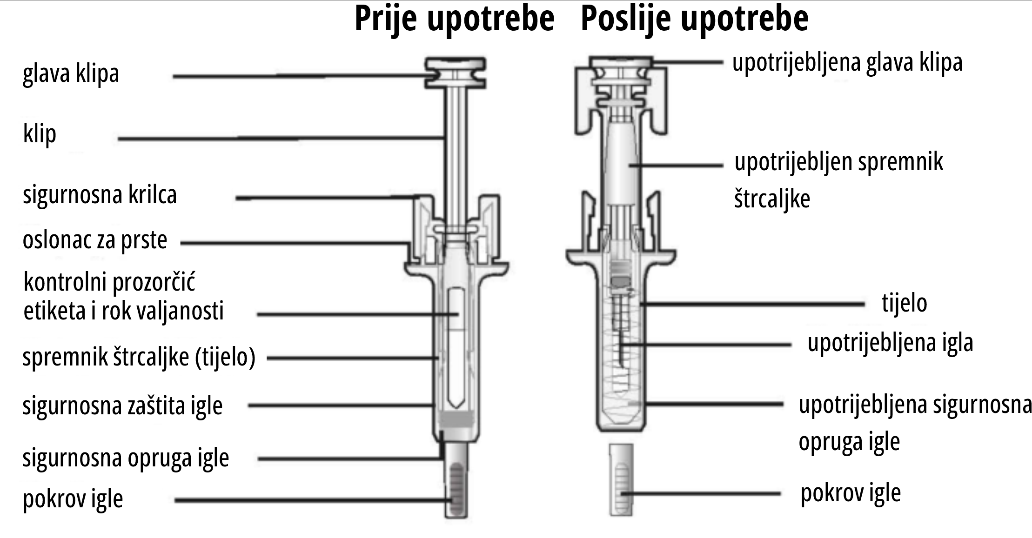 Prije upotrebe
glava klipa
klip
sigurnosna krilca
oslonac za prste
kontrolni prozorčić
etiketa i rok valjanosti
spremnik štrcaljke (tijelo)
sigurnosna zaštita igle
sigurnosna opruga igle
pokrov igle
Poslije upotrebe
upotrijebljena glava klipa
upotrijebljen spremnik
štrcaljke
tijelo
upotrijebljena igla
upotrijebljena sigurnosna
opruga igle
pokrov igle